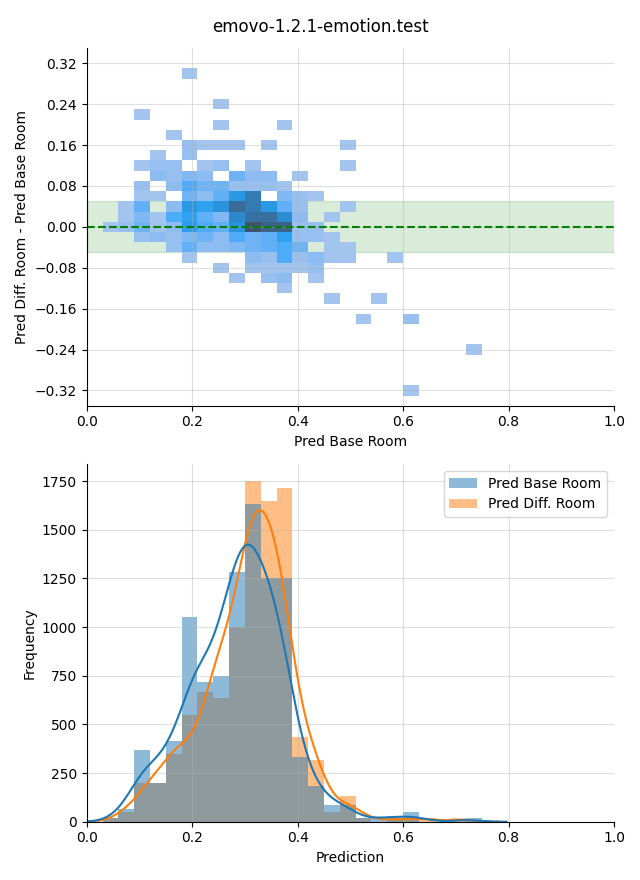 emovo-1.2.1-emotion.test
Pred Diff. Room - Pred Base Room
0.32
0.24
0.16
0.08
0.00
−0.08
−0.16
−0.24
−0.32
0.0 0.2 0.4 0.6 0.8 1.0
Pred Base Room
Frequency
1750
1500
1250
1000
750
500
250
0
Pred Base Room
Pred Diff. Room
0.0 0.2 0.4 0.6 0.8 1.0
Prediction